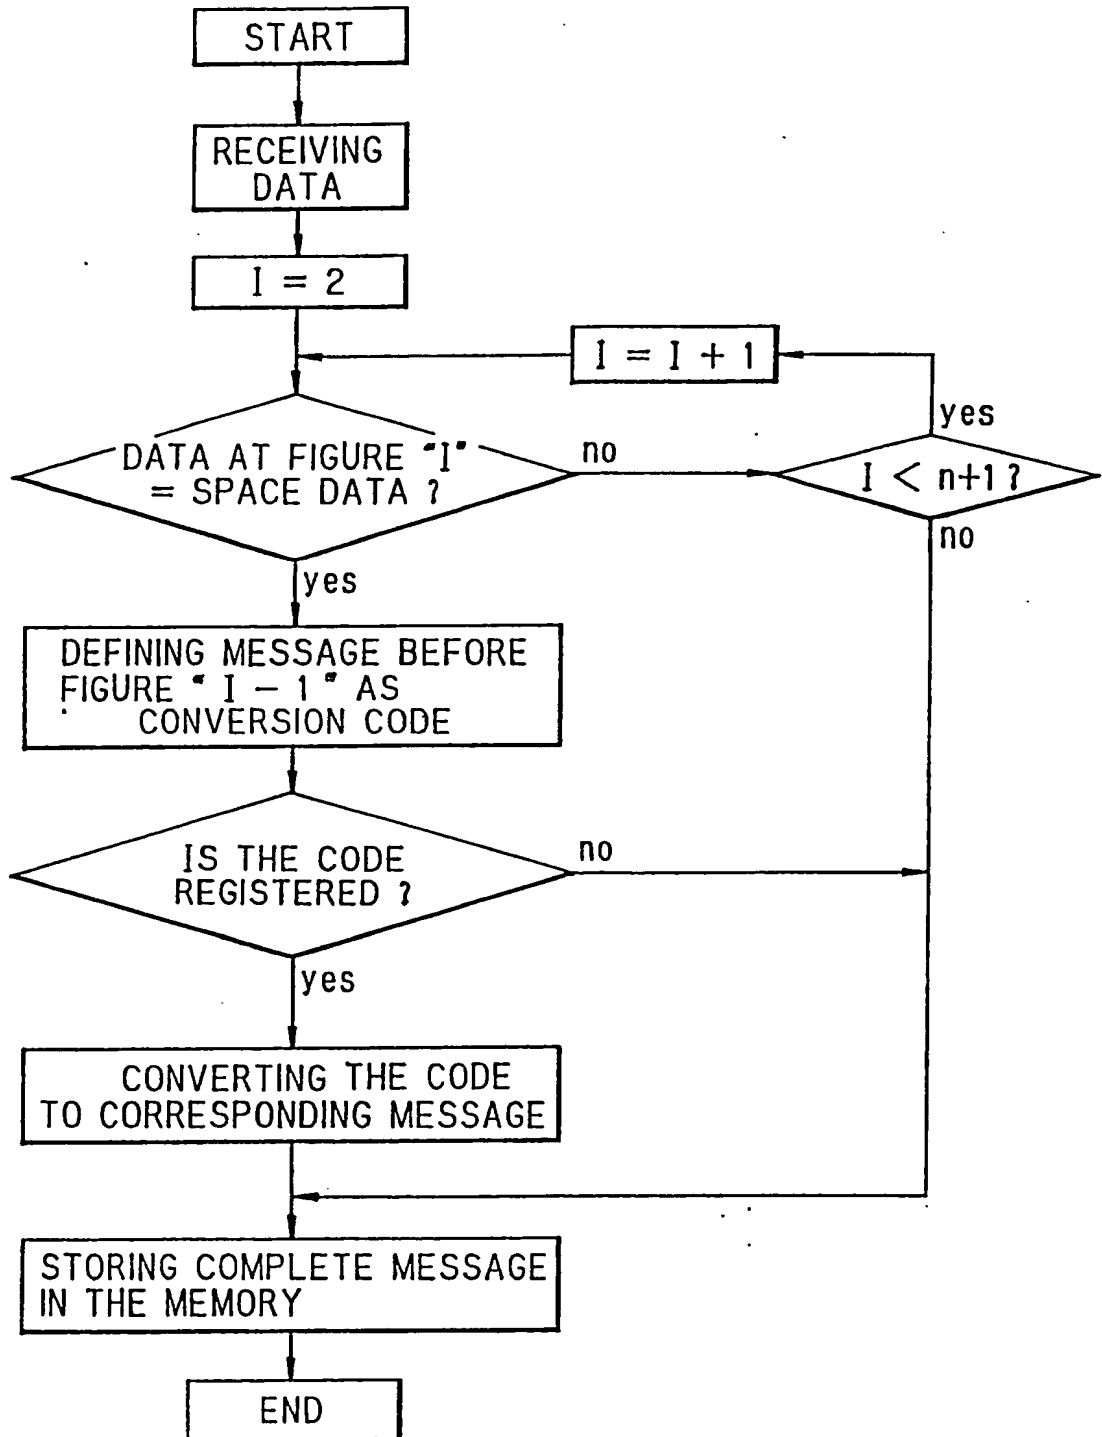 START
RECEIVING
DATA
I = 2
I = I + 1
yes
DATA AT FIGURE "I"
= SPACE DATA ?
no
I < n+1 ?
no
yes
DEFINING MESSAGE BEFORE
FIGURE " I - 1 " AS
CONVERSION CODE
IS THE CODE
REGISTERED ?
no
yes
CONVERTING THE CODE
TO CORRESPONDING MESSAGE
STORING COMPLETE MESSAGE
IN THE MEMORY
END